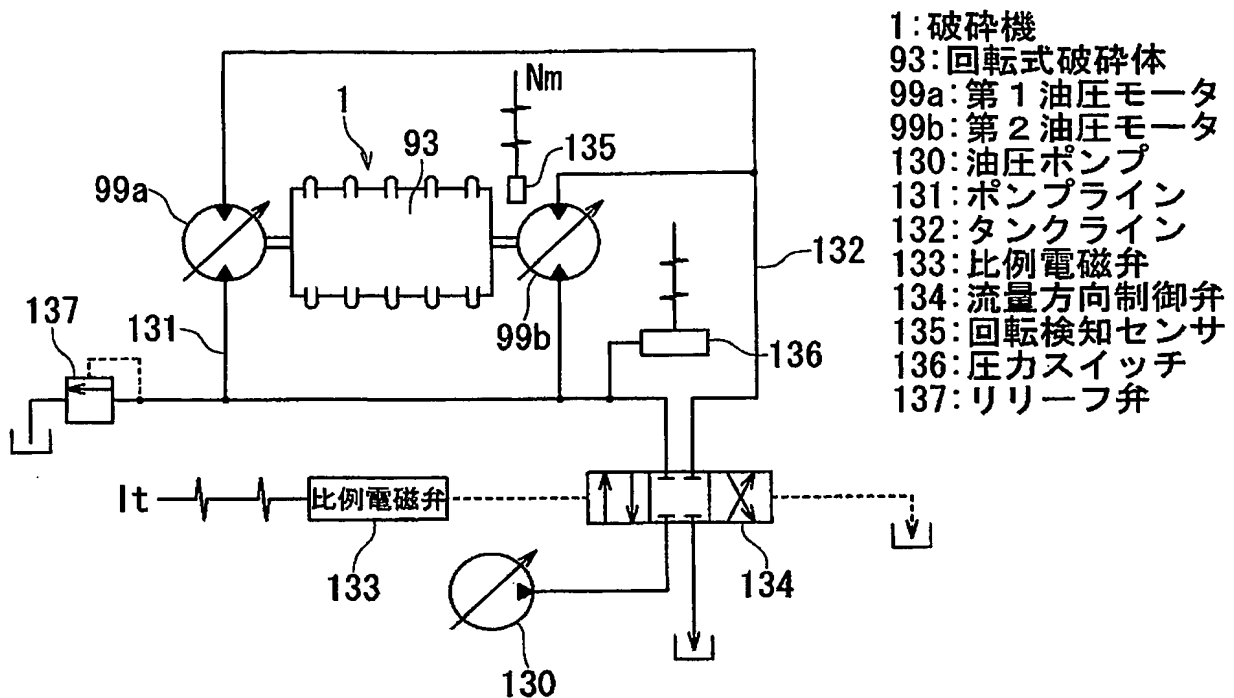 1:破砕機
93:回転式破砕体
99a:第1油圧モータ
99b:第2油圧モータ
130:油圧ポンプ
131:ポンプライン
132:タンクライン
133:比例電磁弁
134:流量方向制御弁
135:回転検知センサ
136:圧力スイッチ
137:リリーフ弁
Nm
1
93
135
99a
132
137
131
99b
136
It
比例電磁弁
133
134
130